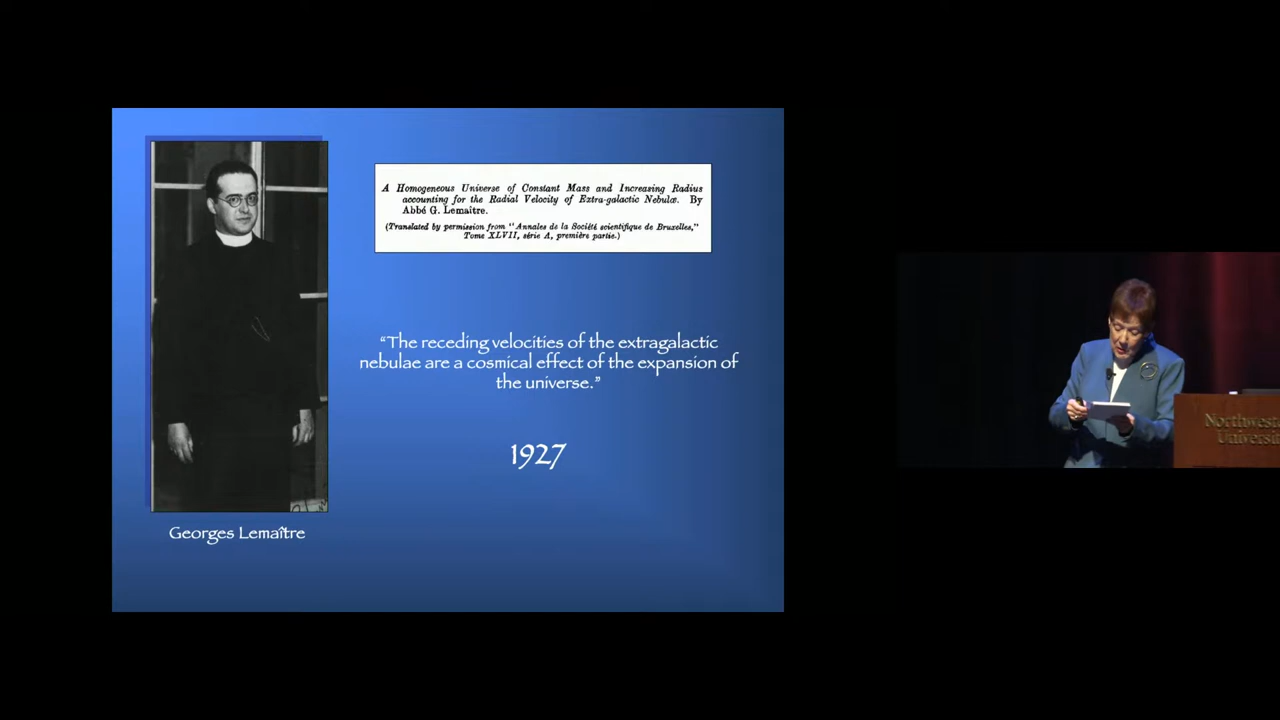 A Homogeneous Universe of Constant Mass and Increasing Radius
accounting for the Radial Velocity of Extra-galactic Nebulæ. By
Abbé G. Lemaître.
(Translated by permission from "Annales de la Société scientifique de Bruxelles,"
Tome XLVII, série A, première partie.)
“The receding velocities of the extragalactic
nebulae are a cosmical effect of the expansion of
the universe.”
1927
Georges Lemaître
Northwest
Universi